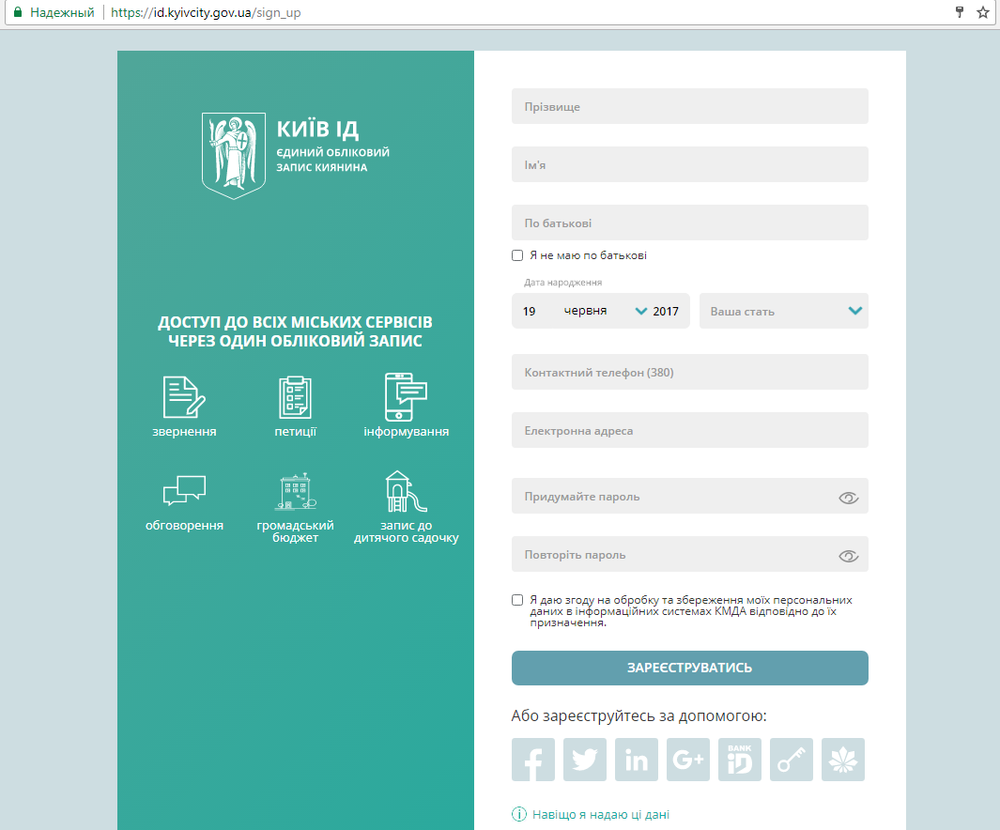 Надежный
https://id.kyivcity.gov.ua/sign_up
КИЇВ ІД
ЄДИНИЙ ОБЛІКОВИЙ
ЗАПИС КИЯНИНА
ДОСТУП ДО ВСІХ МІСЬКИХ СЕРВІСІВ
ЧЕРЕЗ ОДИН ОБЛІКОВИЙ ЗАПИС
звернення
петиції
інформування
обговорення
громадський
бюджет
запис до
дитячого садочку
Прізвище
Ім'я
По батькові
Я не маю по батькові
Дата народження
19 червня 2017
Ваша стать
Контактний телефон (380)
Електронна адреса
Придумайте пароль
Повторіть пароль
Я даю згоду на обробку та збереження моїх персональних
даних в інформаційних системах КМДА відповідно до їх
призначення.
ЗАРЕЄСТРУВАТИСЬ
Або зареєструйтесь за допомогою:
f
in
G+
BANK
iD
i
Навіщо я надаю ці дані